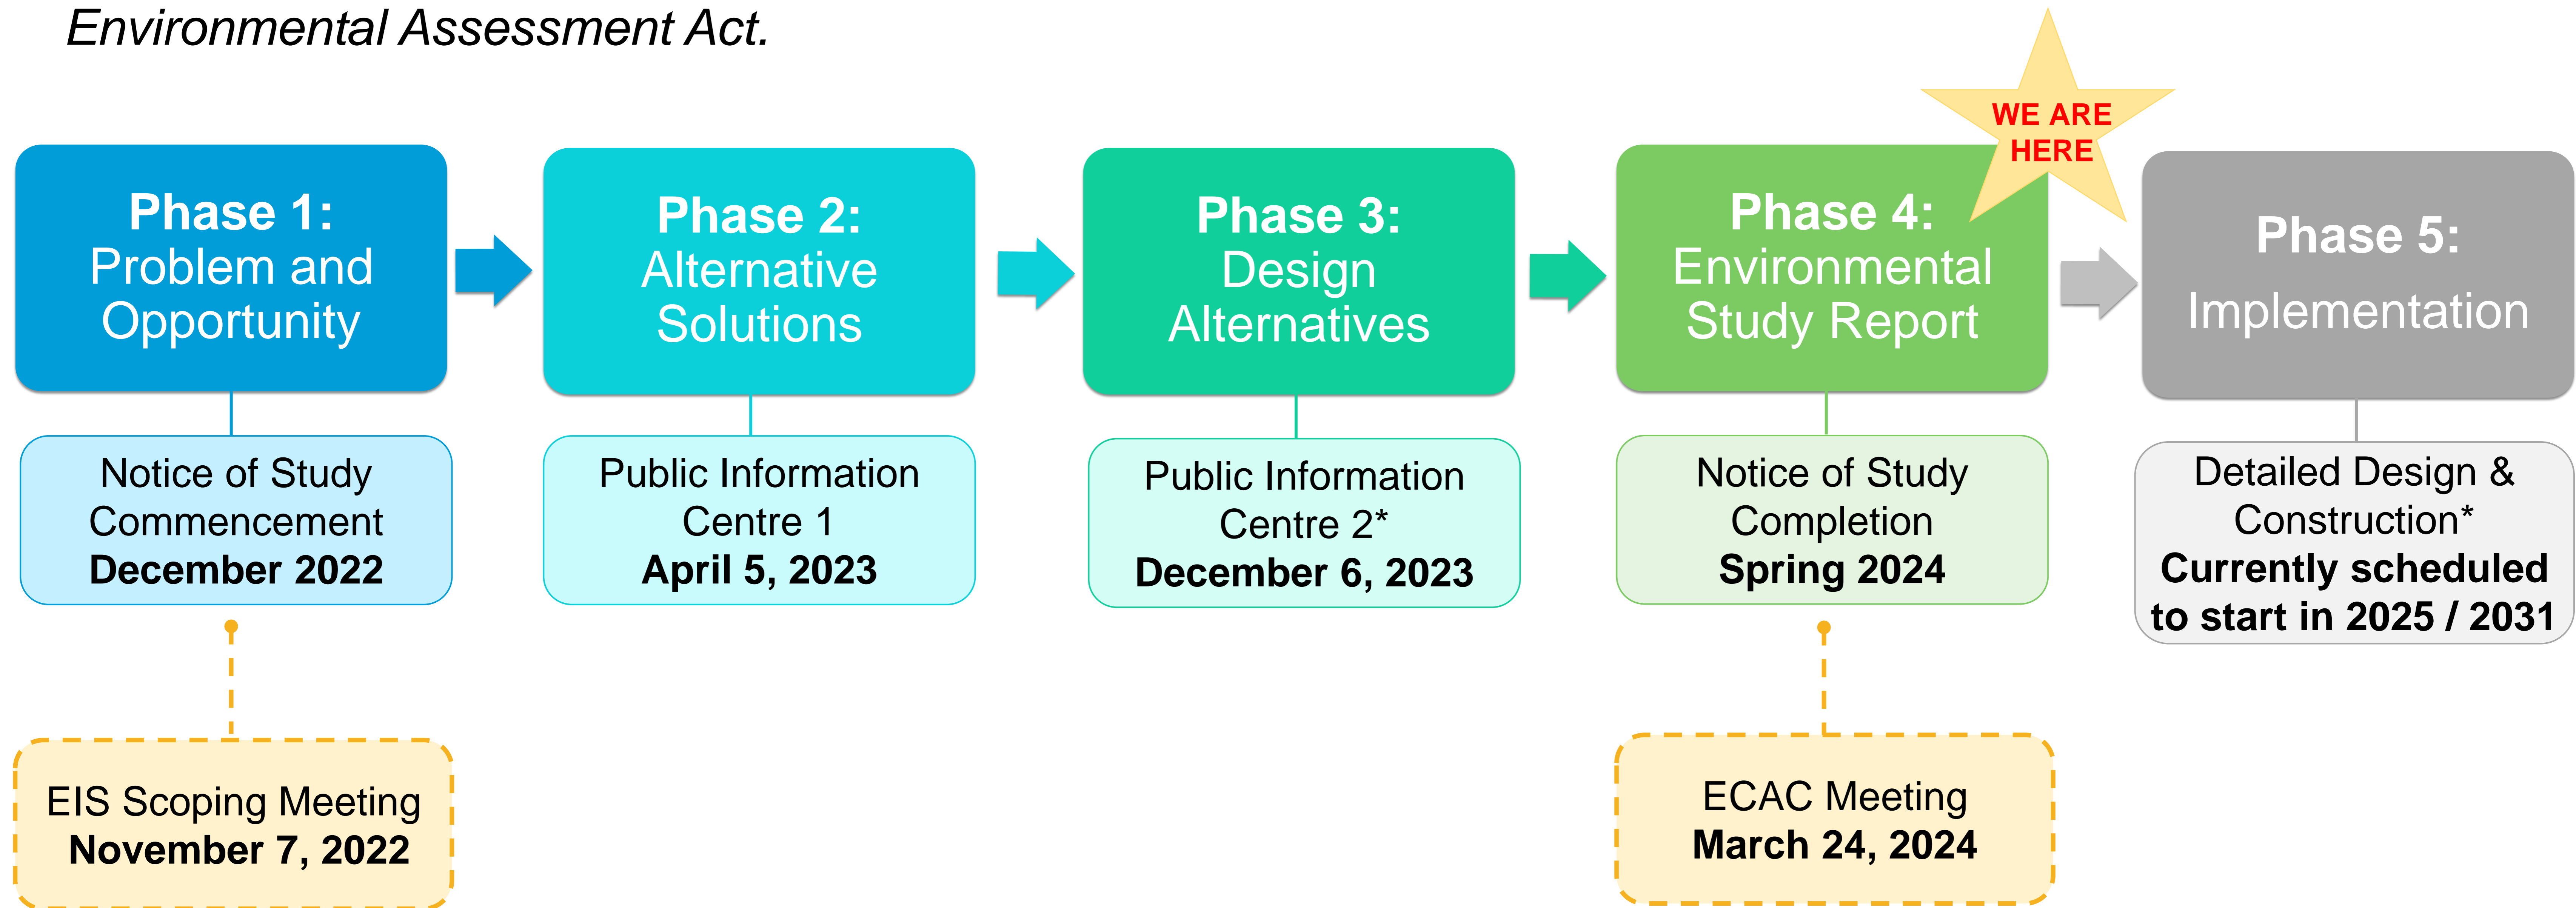 Environmental Assessment Act.
WE ARE
HERE
Phase 1:
Problem and
Opportunity
Phase 2:
Alternative
Solutions
Phase 3:
Design
Alternatives
Phase 4:
Environmental
Study Report
Phase 5:
Implementation
Notice of Study
Commencement
December 2022
Public Information
Centre 1
April 5, 2023
Public Information
Centre 2*
December 6, 2023
Notice of Study
Completion
Spring 2024
Detailed Design &
Construction*
Currently scheduled
to start in 2025 / 2031
EIS Scoping Meeting
November 7, 2022
ECAC Meeting
March 24, 2024